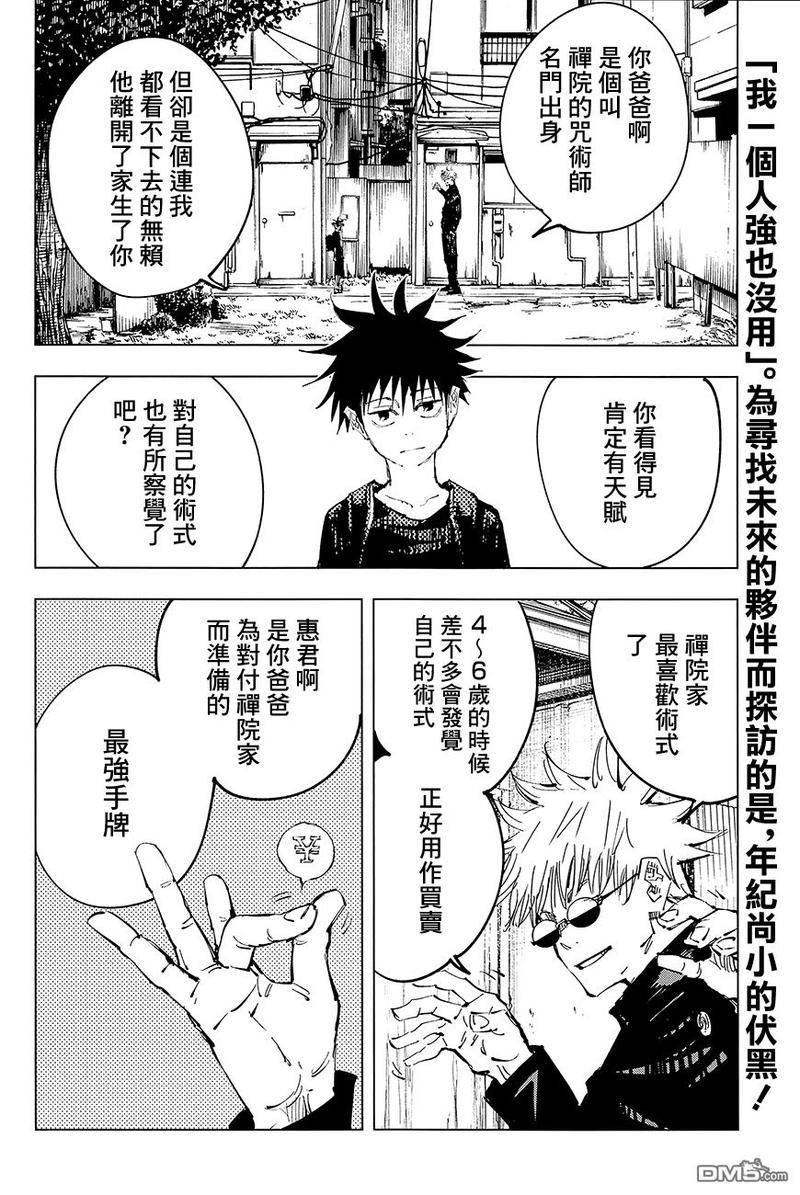 「我一個人強也沒用」。為尋找未來的夥伴而探訪的是，年紀尚小的伏黑！
你爸爸啊
是個叫
禪院的咒術師
名門出身
但卻是個連我
都看不下去的無賴
他離開了家生了你
你看得見
肯定有天賦
對自己的術式
也有所察覺了
吧？
禪院家
最喜歡術式
了
4～6歲的時候
差不多會發覺
自己的術式
正好用作買賣
¥
惠君啊
是你爸爸
為對付禪院家
而準備的
最強手牌
DM5.com